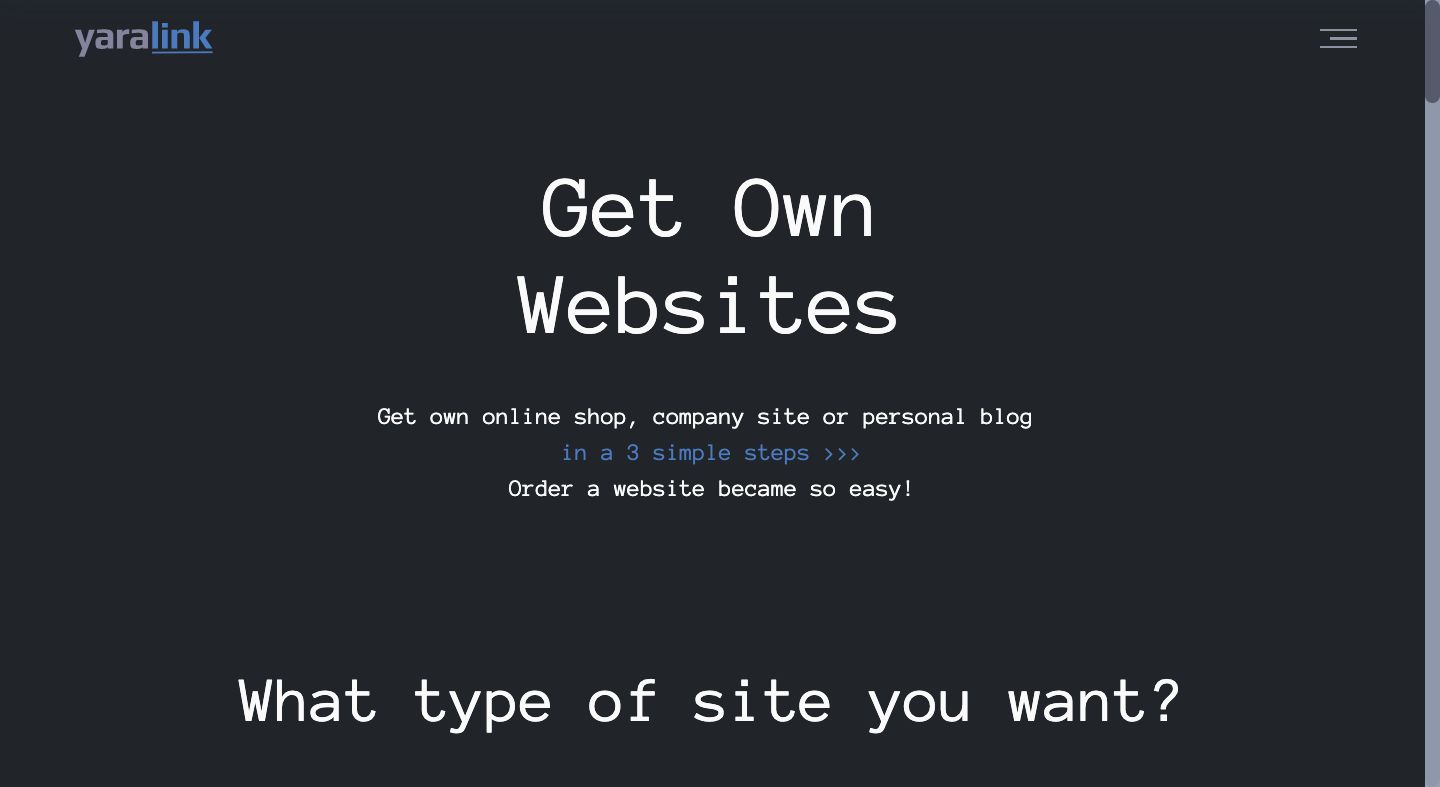 yaralink
Get Own
Websites
Get own online shop, company site or personal blog
in a 3 simple steps >>>
Order a website became so easy!
What type of site you want?